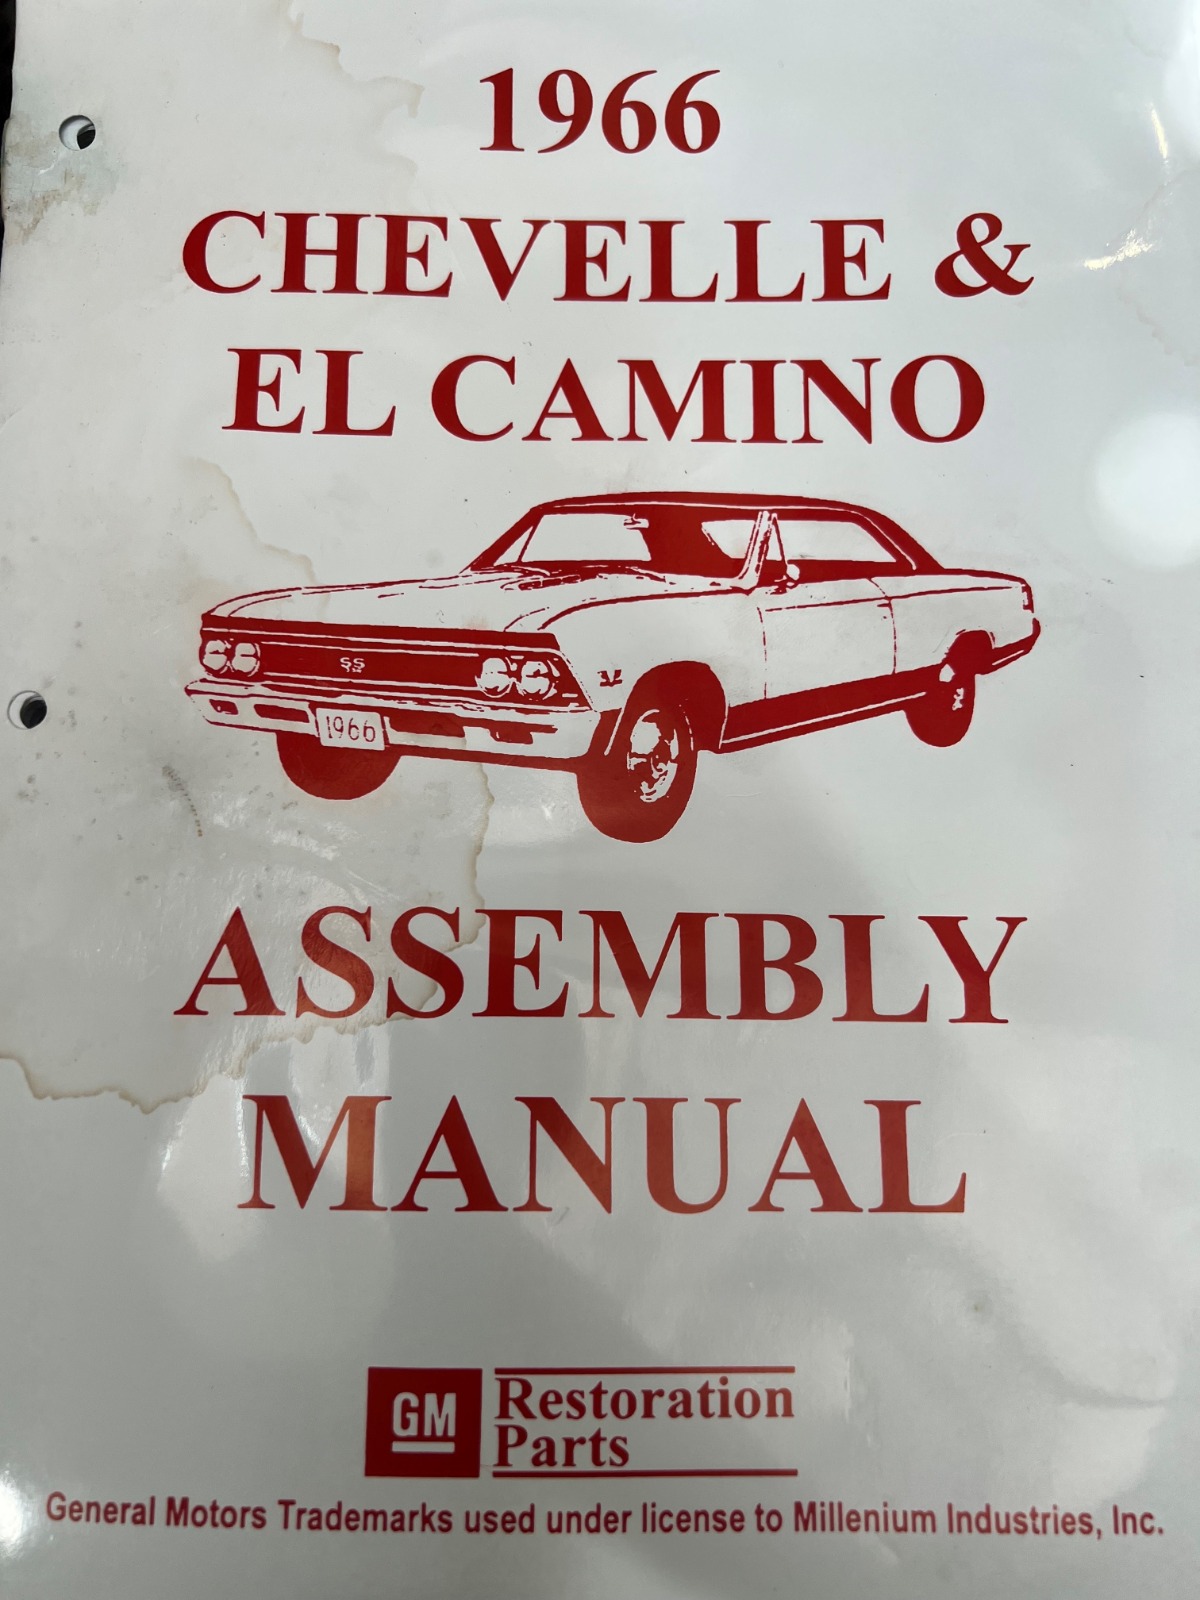 1966
CHEVELLE &
EL CAMINO
SS
1966
ASSEMBLY
MANUAL
GM
Restoration
Parts
General Motors Trademarks used under license to Millenium Industries, Inc.